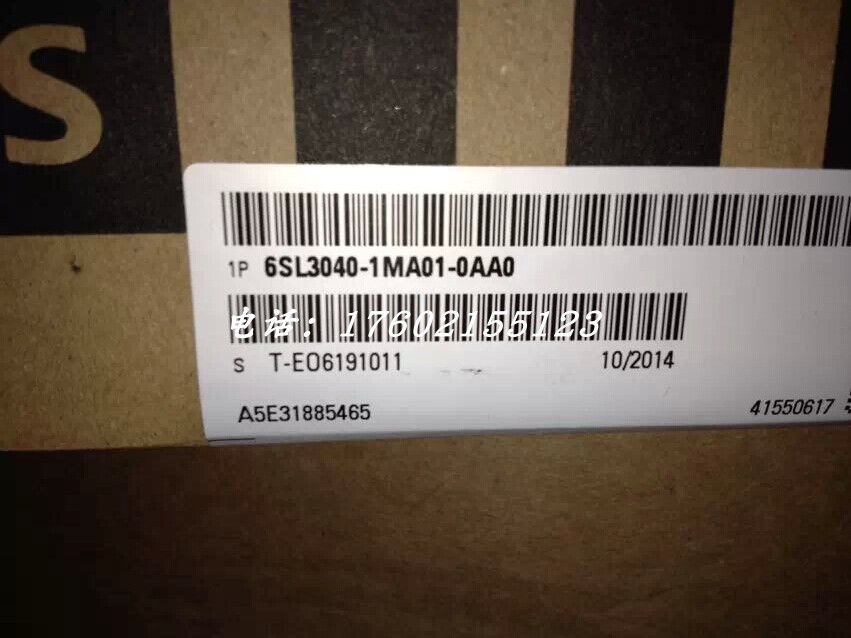 S
1P 6SL3040-1MA01-0AA0
电话: 17602155123
S T-EO6191011 10/2014
A5E31885465 41550617